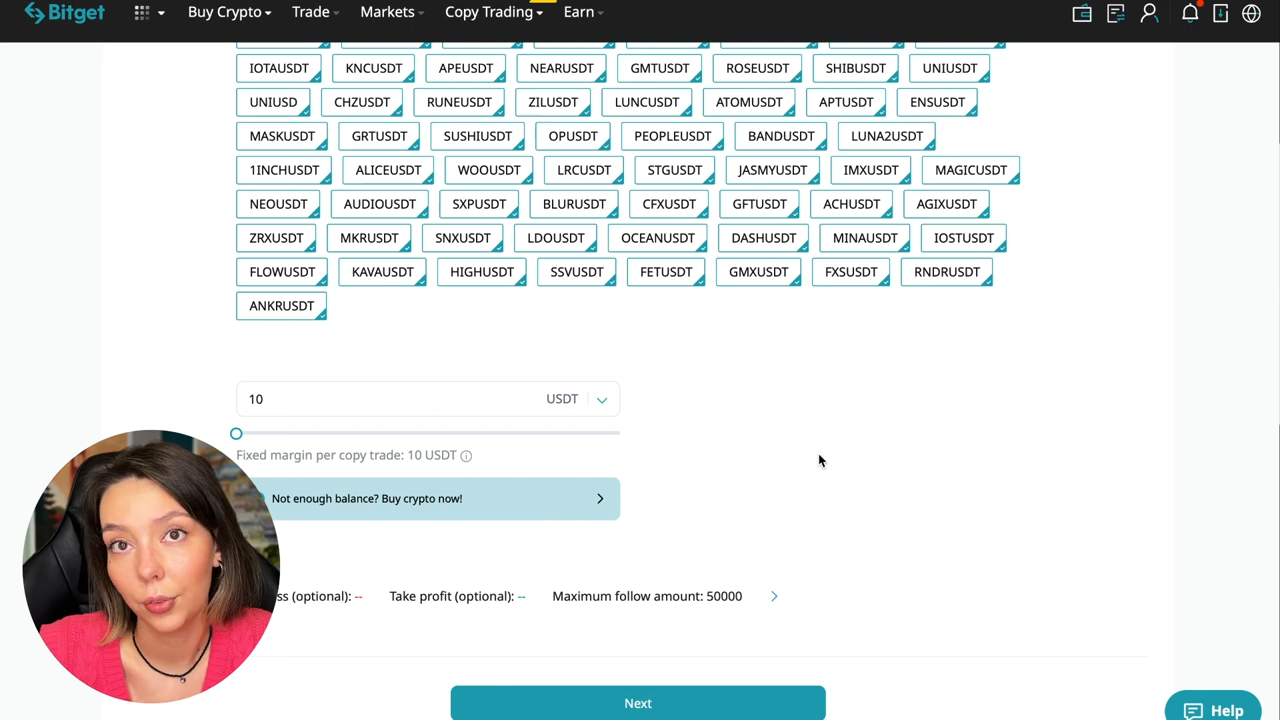 Bitget Buy Crypto Trade Markets Copy Trading Earn
IOTAUSDT KNCUSDT APEUSDT NEARUSDT GMTUSDT ROSEUSDT SHIBUSDT UNIUSDT
UNIUSD CHZUSDT RUNEUSDT ZILUSDT LUNCUSDT ATOMUSDT APTUSDT ENSUSDT
MASKUSDT GRTUSDT SUSHIUSDT OPUSDT PEOPLEUSDT BANDUSDT LUNA2USDT
1INCHUSDT ALICEUSDT WOOUSDT LRCUSDT STGUSDT JASMYUSDT IMXUSDT MAGICUSDT
NEOUSDT AUDIOUSDT SXPUSDT BLURUSDT CFXUSDT GFTUSDT ACHUSDT AGIXUSDT
ZRXUSDT MKRUSDT SNXUSDT LDOUSDT OCEANUSDT DASHUSDT MINAUSDT IOSTUSDT
FLOWUSDT KAVAUSDT HIGHUSDT SSVUSDT FETUSDT GMXUSDT FXSUSDT RNDRUSDT
ANKRUSDT
10 USDT
Fixed margin per copy trade: 10 USDT
Not enough balance? Buy crypto now!
(optional): -- Take profit (optional): -- Maximum follow amount: 50000
Next
Help